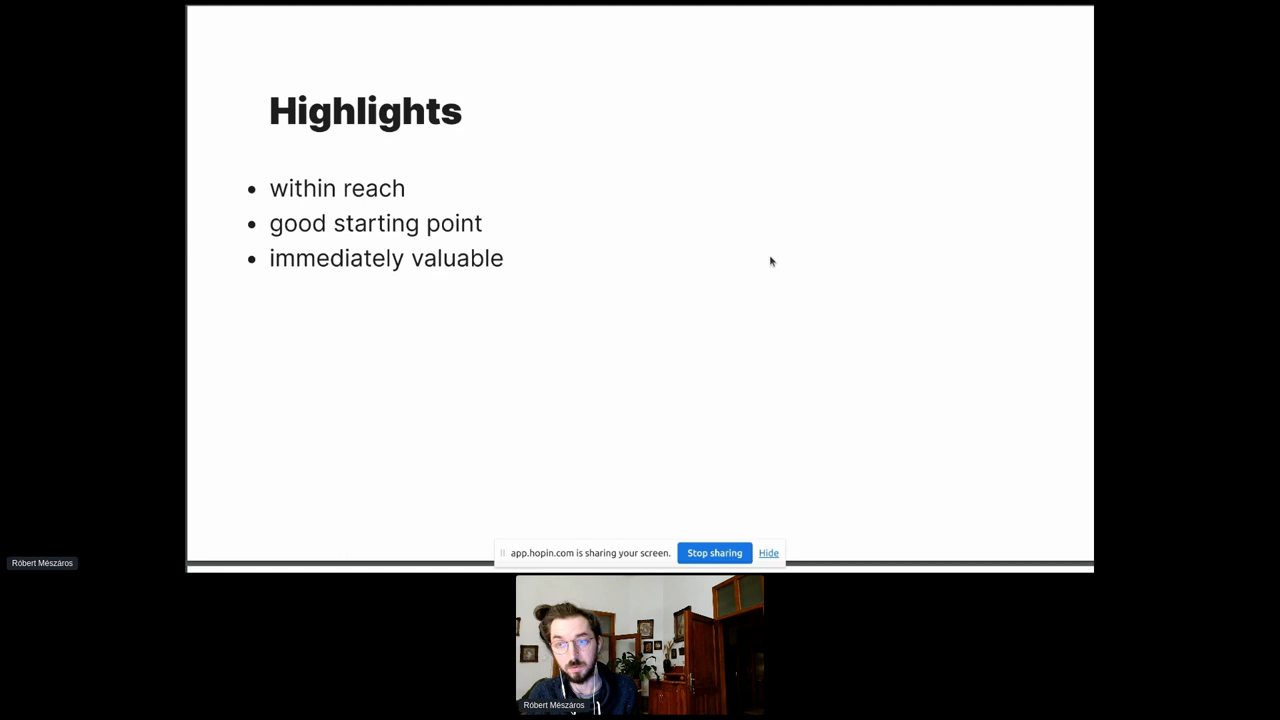 Highlights
within reach
good starting point
immediately valuable
app.hopin.com is sharing your screen. Stop sharing Hide
Róbert Mészáros
Róbert Mészáros